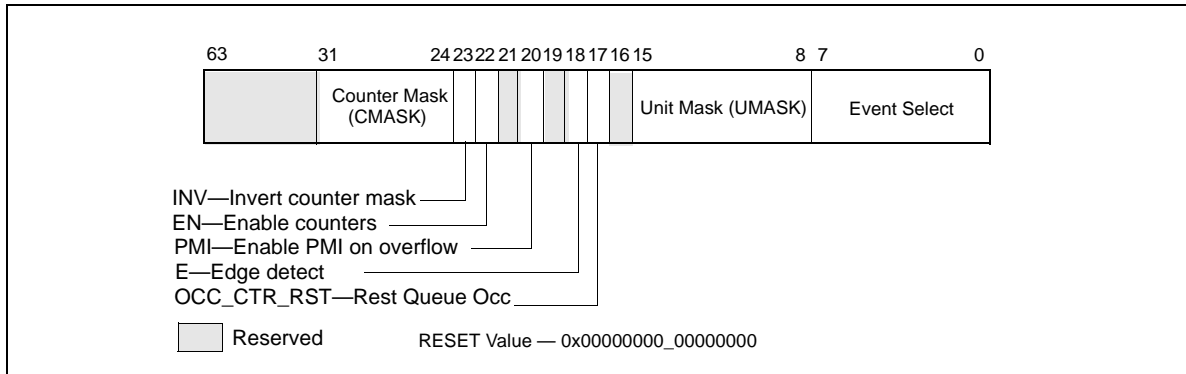 63 31 24 23 22 21 20 19 18 17 16 15 8 7 0
Counter Mask
(CMASK)
Unit Mask (UMASK)
Event Select
INV—Invert counter mask
EN—Enable counters
PMI—Enable PMI on overflow
E—Edge detect
OCC_CTR_RST—Rest Queue Occ
Reserved
RESET Value — 0x00000000_00000000